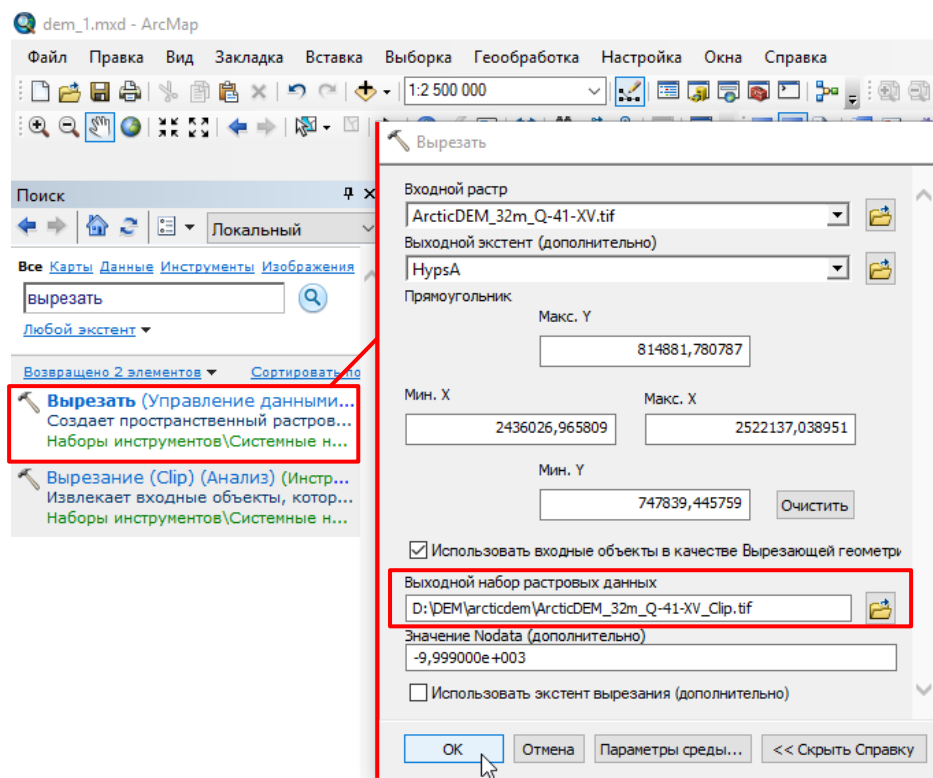 dem_1.mxd - ArcMap
Файл Правка Вид Закладка Вставка Выборка Геообработка Настройка Окна Справка
1:2 500 000
Вырезать
Поиск
Локальный
Все Карты Данные Инструменты Изображения
вырезать
Любой экстент
Возвращено 2 элементов Сортировать по
Вырезать (Управление данными...
Создает пространственный растров...
Наборы инструментов\Системные н...
Вырезание (Clip) (Анализ) (Инстр...
Извлекает входные объекты, котор...
Наборы инструментов\Системные н...
Входной растр
ArcticDEM_32m_Q-41-XV.tif
Выходной экстент (дополнительно)
HypsA
Прямоугольник
Макс. Y
814881,780787
Мин. X Макс. X
2436026,965809 2522137,038951
Мин. Y
747839,445759 Очистить
Использовать входные объекты в качестве Вырезающей геометри
Выходной набор растровых данных
D:\DEM\arcticdem\ArcticDEM_32m_Q-41-XV_Clip.tif
Значение Nodata (дополнительно)
-9,999000e+003
Использовать экстент вырезания (дополнительно)
OK Отмена Параметры среды... << Скрыть Справку